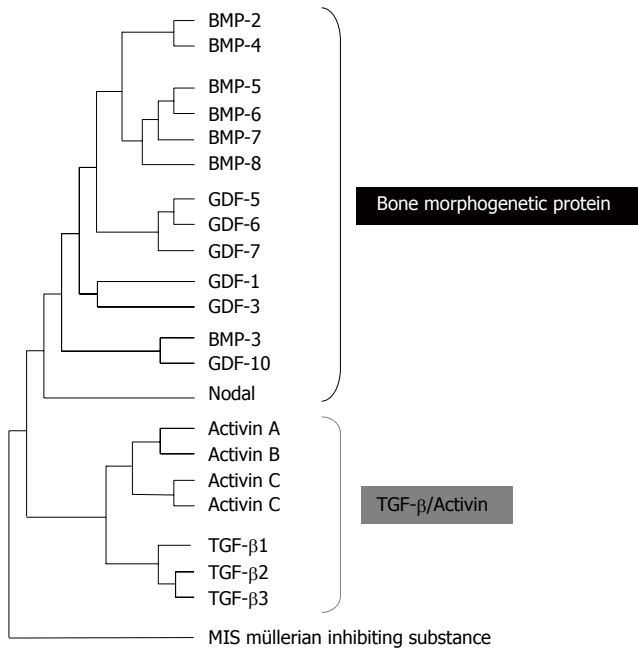 BMP-2
BMP-4
BMP-5
BMP-6
BMP-7
BMP-8
GDF-5
GDF-6
GDF-7
GDF-1
GDF-3
BMP-3
GDF-10
Nodal
Bone morphogenetic protein
Activin A
Activin B
Activin C
Activin C
TGF-β1
TGF-β2
TGF-β3
TGF-β/Activin
MIS müllerian inhibiting substance